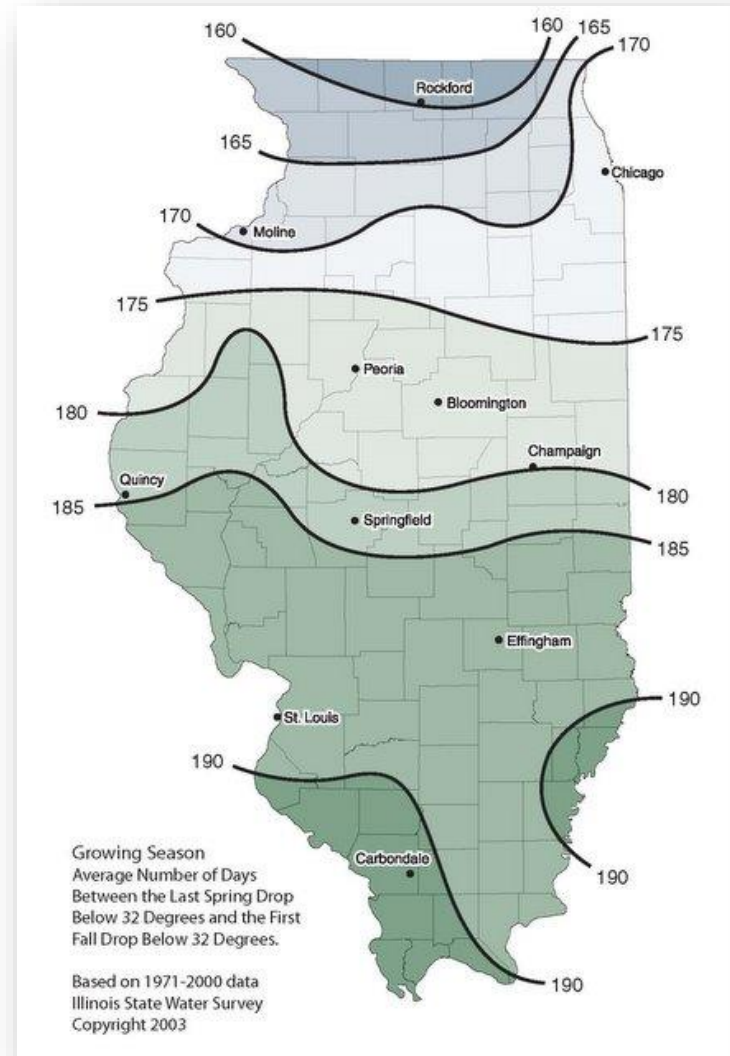 160
160
165
170
Rockford
165
Chicago
170
Moline
175
175
Peoria
180
Bloomington
Champaign
Quincy
180
185
Springfield
185
Effingham
190
St. Louis
190
Growing Season
Average Number of Days
Between the Last Spring Drop
Below 32 Degrees and the First
Fall Drop Below 32 Degrees.
Carbondale
190
Based on 1971-2000 data
Illinois State Water Survey
Copyright 2003
190